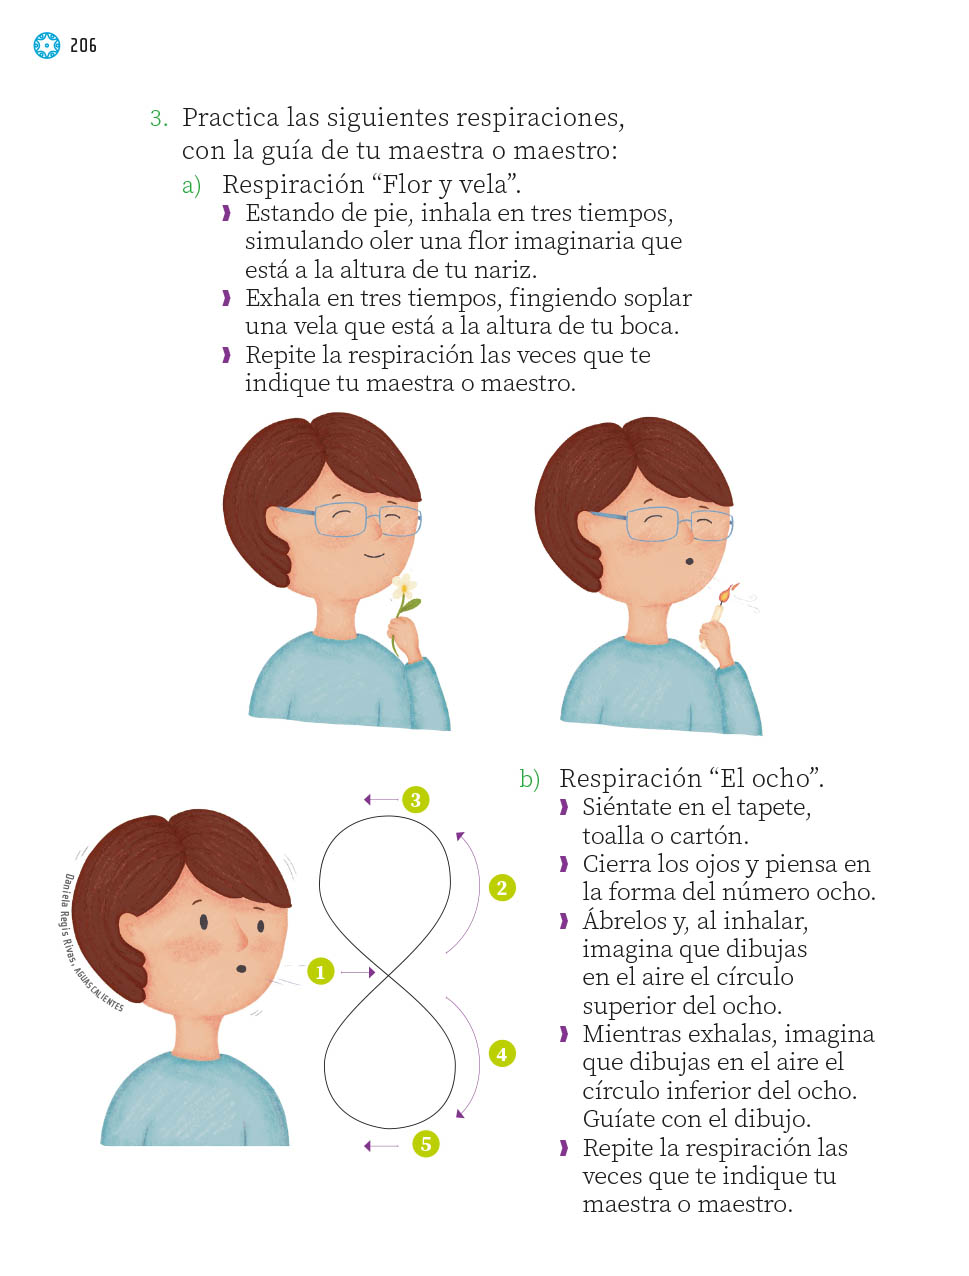 206
3. Practica las siguientes respiraciones,
con la guía de tu maestra o maestro:
a) Respiración “Flor y vela”.
Estando de pie, inhala en tres tiempos,
simulando oler una flor imaginaria que
está a la altura de tu nariz.
Exhala en tres tiempos, fingiendo soplar
una vela que está a la altura de tu boca.
Repite la respiración las veces que te
indique tu maestra o maestro.
Daniela Regis Rivas, AGUASCALIENTES
3
2
1
4
5
b) Respiración “El ocho”.
Siéntate en el tapete,
toalla o cartón.
Cierra los ojos y piensa en
la forma del número ocho.
Ábrelos y, al inhalar,
imagina que dibujas
en el aire el círculo
superior del ocho.
Mientras exhalas, imagina
que dibujas en el aire el
círculo inferior del ocho.
Guíate con el dibujo.
Repite la respiración las
veces que te indique tu
maestra o maestro.